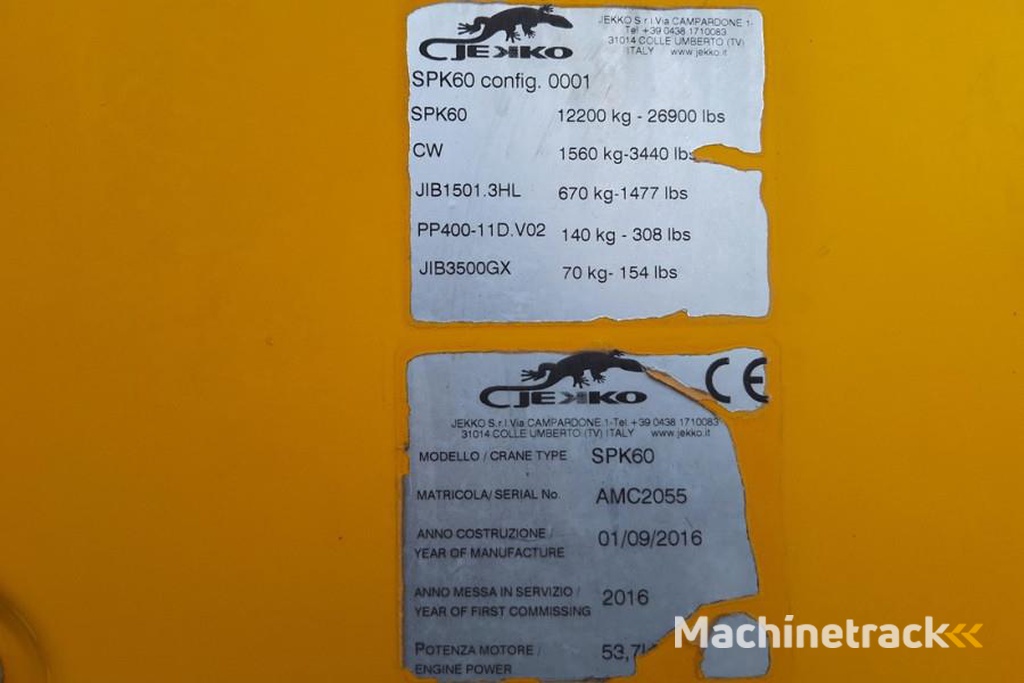 JEKKO
JEKKO S.r.l Via CAMPARDONE 1-
Tel +39 0438 1710083
31014 COLLE UMBERTO (TV)
ITALY www.jekko.it
SPK60 config. 0001
SPK60 12200 kg - 26900 lbs
CW 1560 kg-3440 lbs
JIB1501.3HL 670 kg-1477 lbs
PP400-11D.V02 140 kg - 308 lbs
JIB3500GX 70 kg- 154 lbs
JEKKO CE
JEKKO S.r.l Via CAMPARDONE 1-Tel +39 0438 1710083
31014 COLLE UMBERTO (TV) ITALY www.jekko.it
MODELLO / CRANE TYPE SPK60
MATRICOLA/ SERIAL No. AMC2055
ANNO COSTRUZIONE /
YEAR OF MANUFACTURE 01/09/2016
ANNO MESSA IN SERVIZIO /
YEAR OF FIRST COMMISSING 2016
POTENZA MOTORE / 53,7
ENGINE POWER
Machinetrack